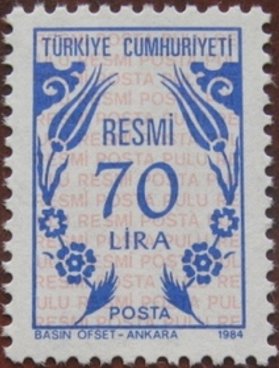 TÜRKİYE CUMHURİYETİ
RESMİ
70
LİRA
POSTA
BASIN OFSET-ANKARA 1984